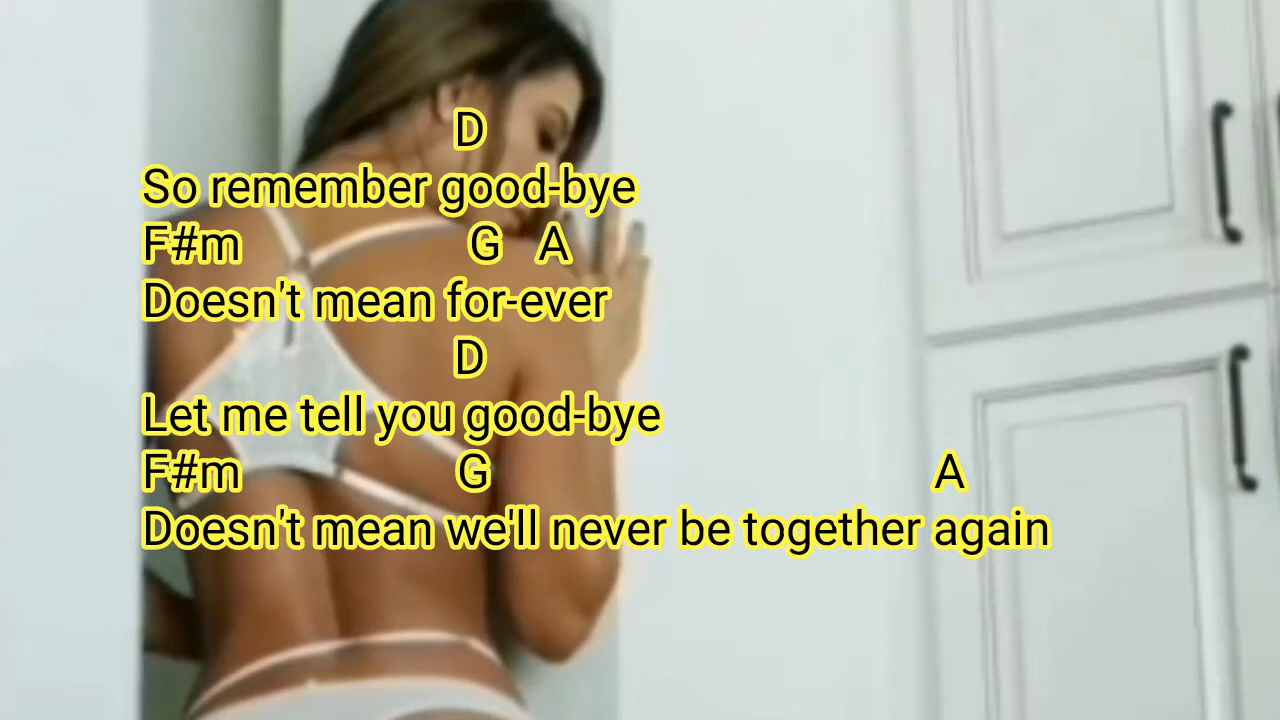 D
So remember good-bye
F#m G A
Doesn't mean for-ever
D
Let me tell you good-bye
F#m G A
Doesn't mean we'll never be together again